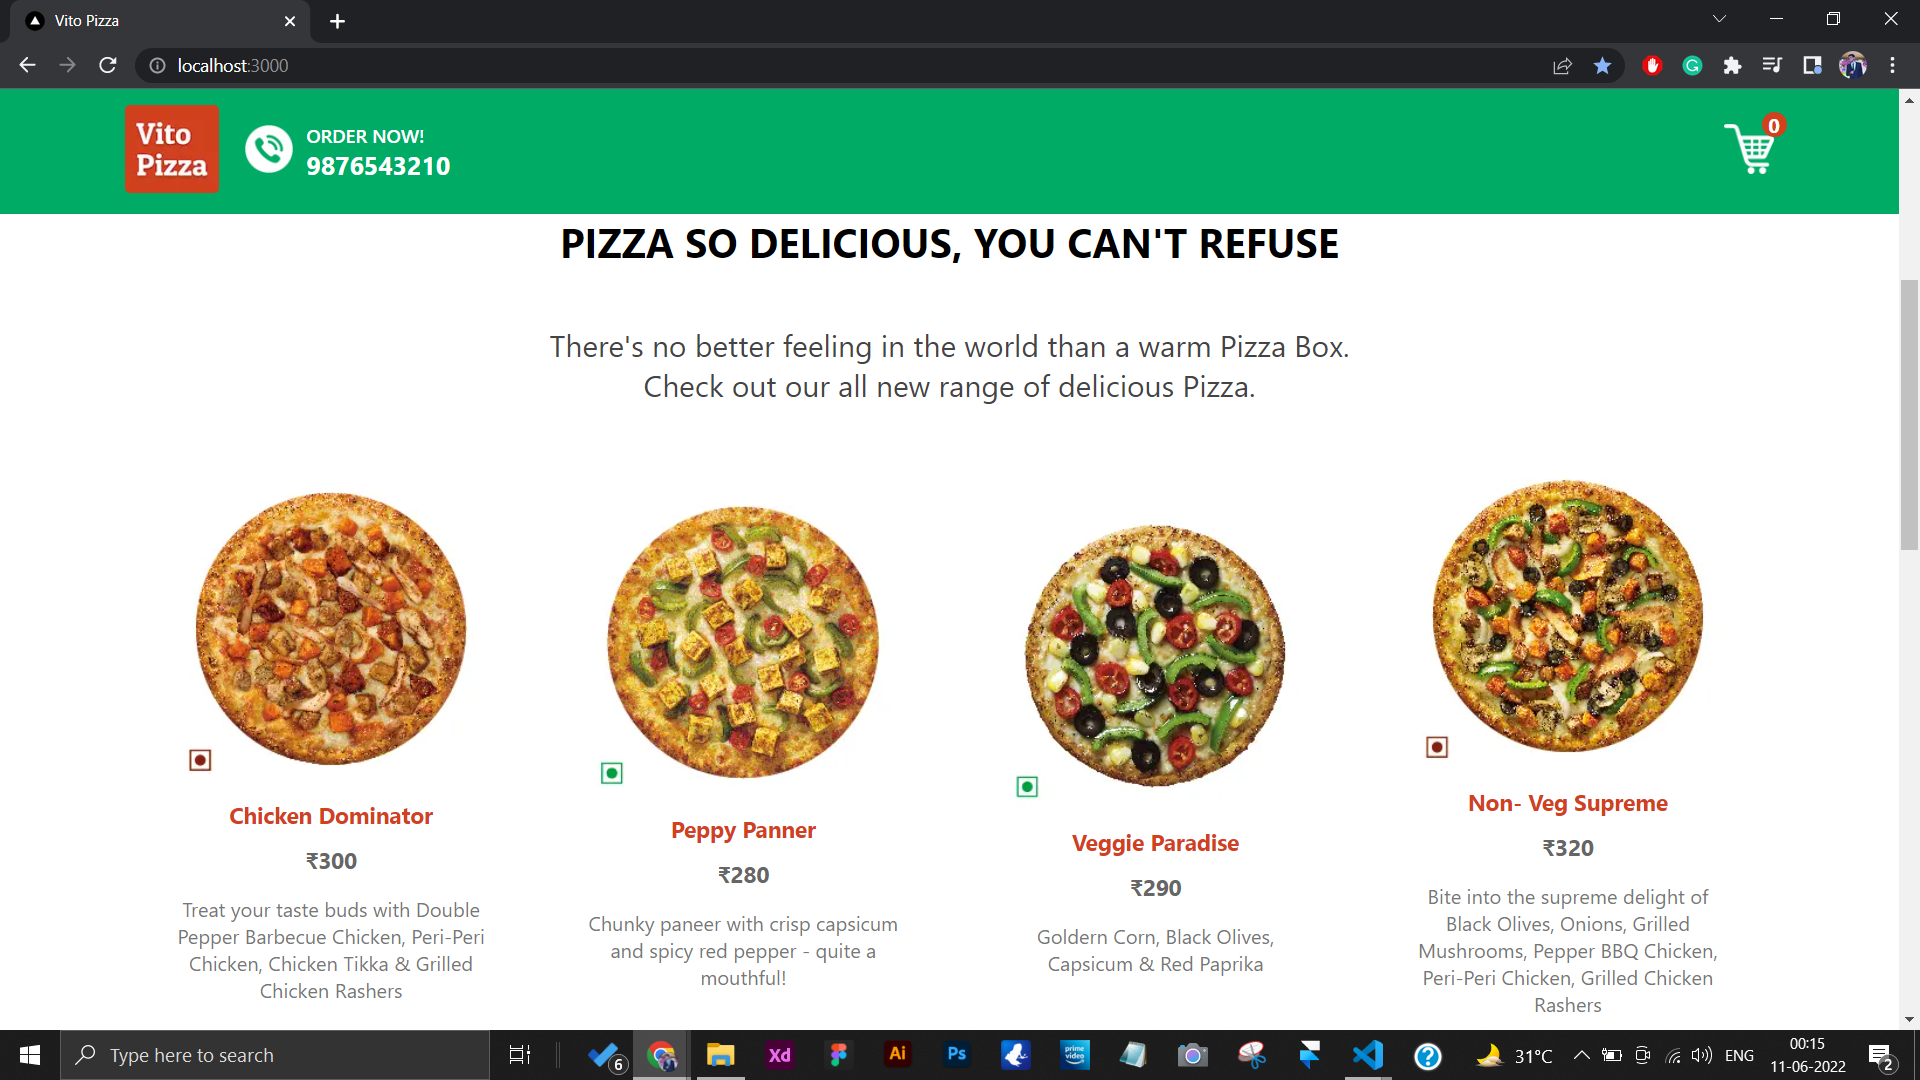 Vito Pizza
localhost:3000
Vito
Pizza
ORDER NOW!
9876543210
0
PIZZA SO DELICIOUS, YOU CAN'T REFUSE
There's no better feeling in the world than a warm Pizza Box.
Check out our all new range of delicious Pizza.
Chicken Dominator
₹300
Treat your taste buds with Double
Pepper Barbecue Chicken, Peri-Peri
Chicken, Chicken Tikka & Grilled
Chicken Rashers
Peppy Panner
₹280
Chunky paneer with crisp capsicum
and spicy red pepper - quite a
mouthful!
Veggie Paradise
₹290
Goldern Corn, Black Olives,
Capsicum & Red Paprika
Non- Veg Supreme
₹320
Bite into the supreme delight of
Black Olives, Onions, Grilled
Mushrooms, Pepper BBQ Chicken,
Peri-Peri Chicken, Grilled Chicken
Rashers
Type here to search
6
Xd
Ai
Ps
prime
video
31°C
ENG
00:15
11-06-2022
2